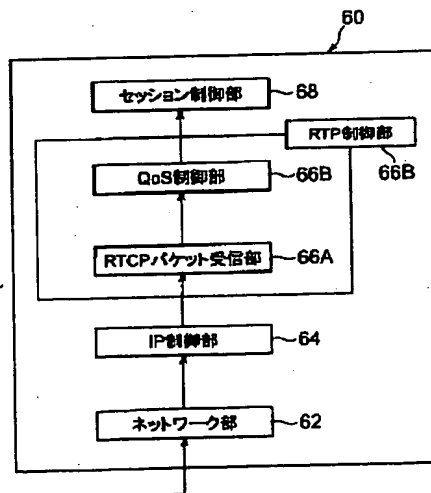 60
セッション制御部
68
RTP制御部
66B
QoS制御部
66B
RTCPパケット受信部
66A
IP制御部
64
ネットワーク部
62